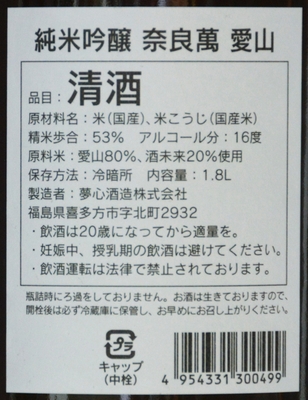 純米吟醸 奈良萬 愛山
品目: 清酒
原材料名: 米(国産)、米こうじ(国産米)
精米歩合: 53% アルコール分: 16度
原料米: 愛山80%、酒未来20%使用
保存方法: 冷暗所 内容量: 1.8L
製造者: 夢心酒造株式会社
福島県喜多方市字北町2932
・飲酒は20歳になってから適量を。
・妊娠中、授乳期の飲酒は避けてください。
・飲酒運転は法律で禁止されております。
瓶詰時にろ過をしておりません。お酒は生きておりますので、
開栓後は必ず冷蔵庫に保管し、お早めにお召し上がりください。
プラ
キャップ
(中栓)
4 954331 300499